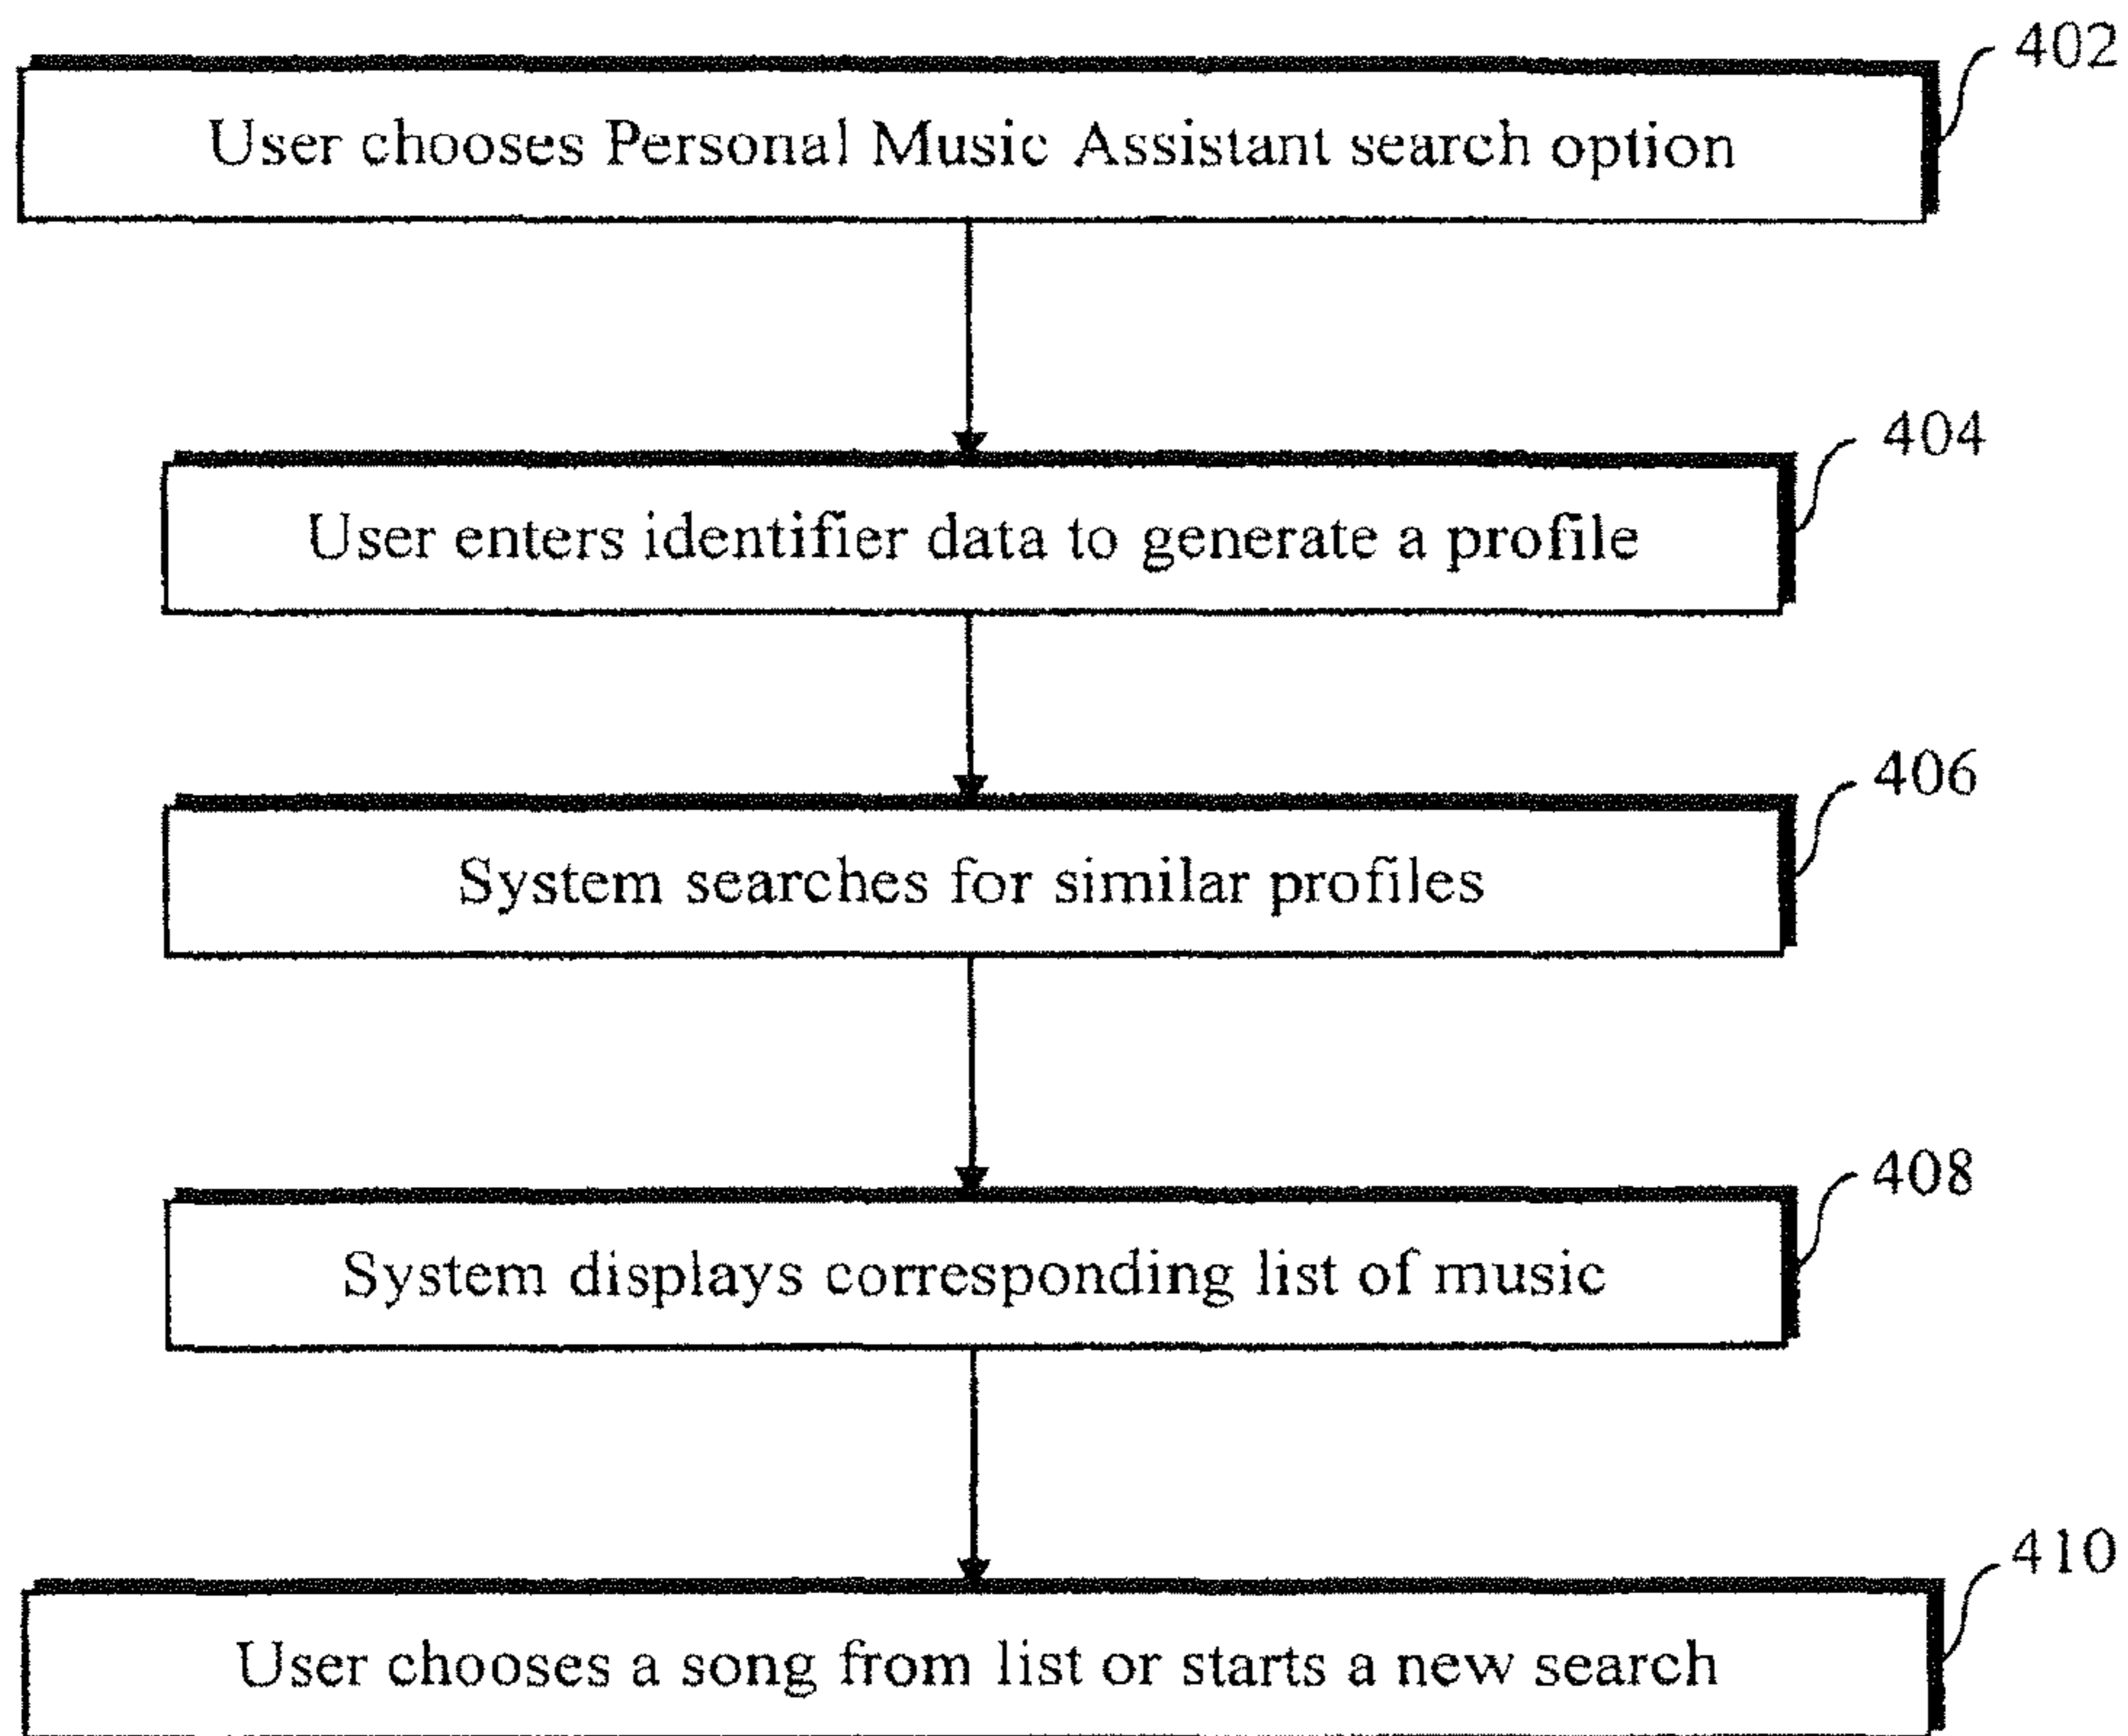 402
User chooses Personal Music Assistant search option
404
User enters identifier data to generate a profile
406
System searches for similar profiles
408
System displays corresponding list of music
410
User chooses a song from list or starts a new search